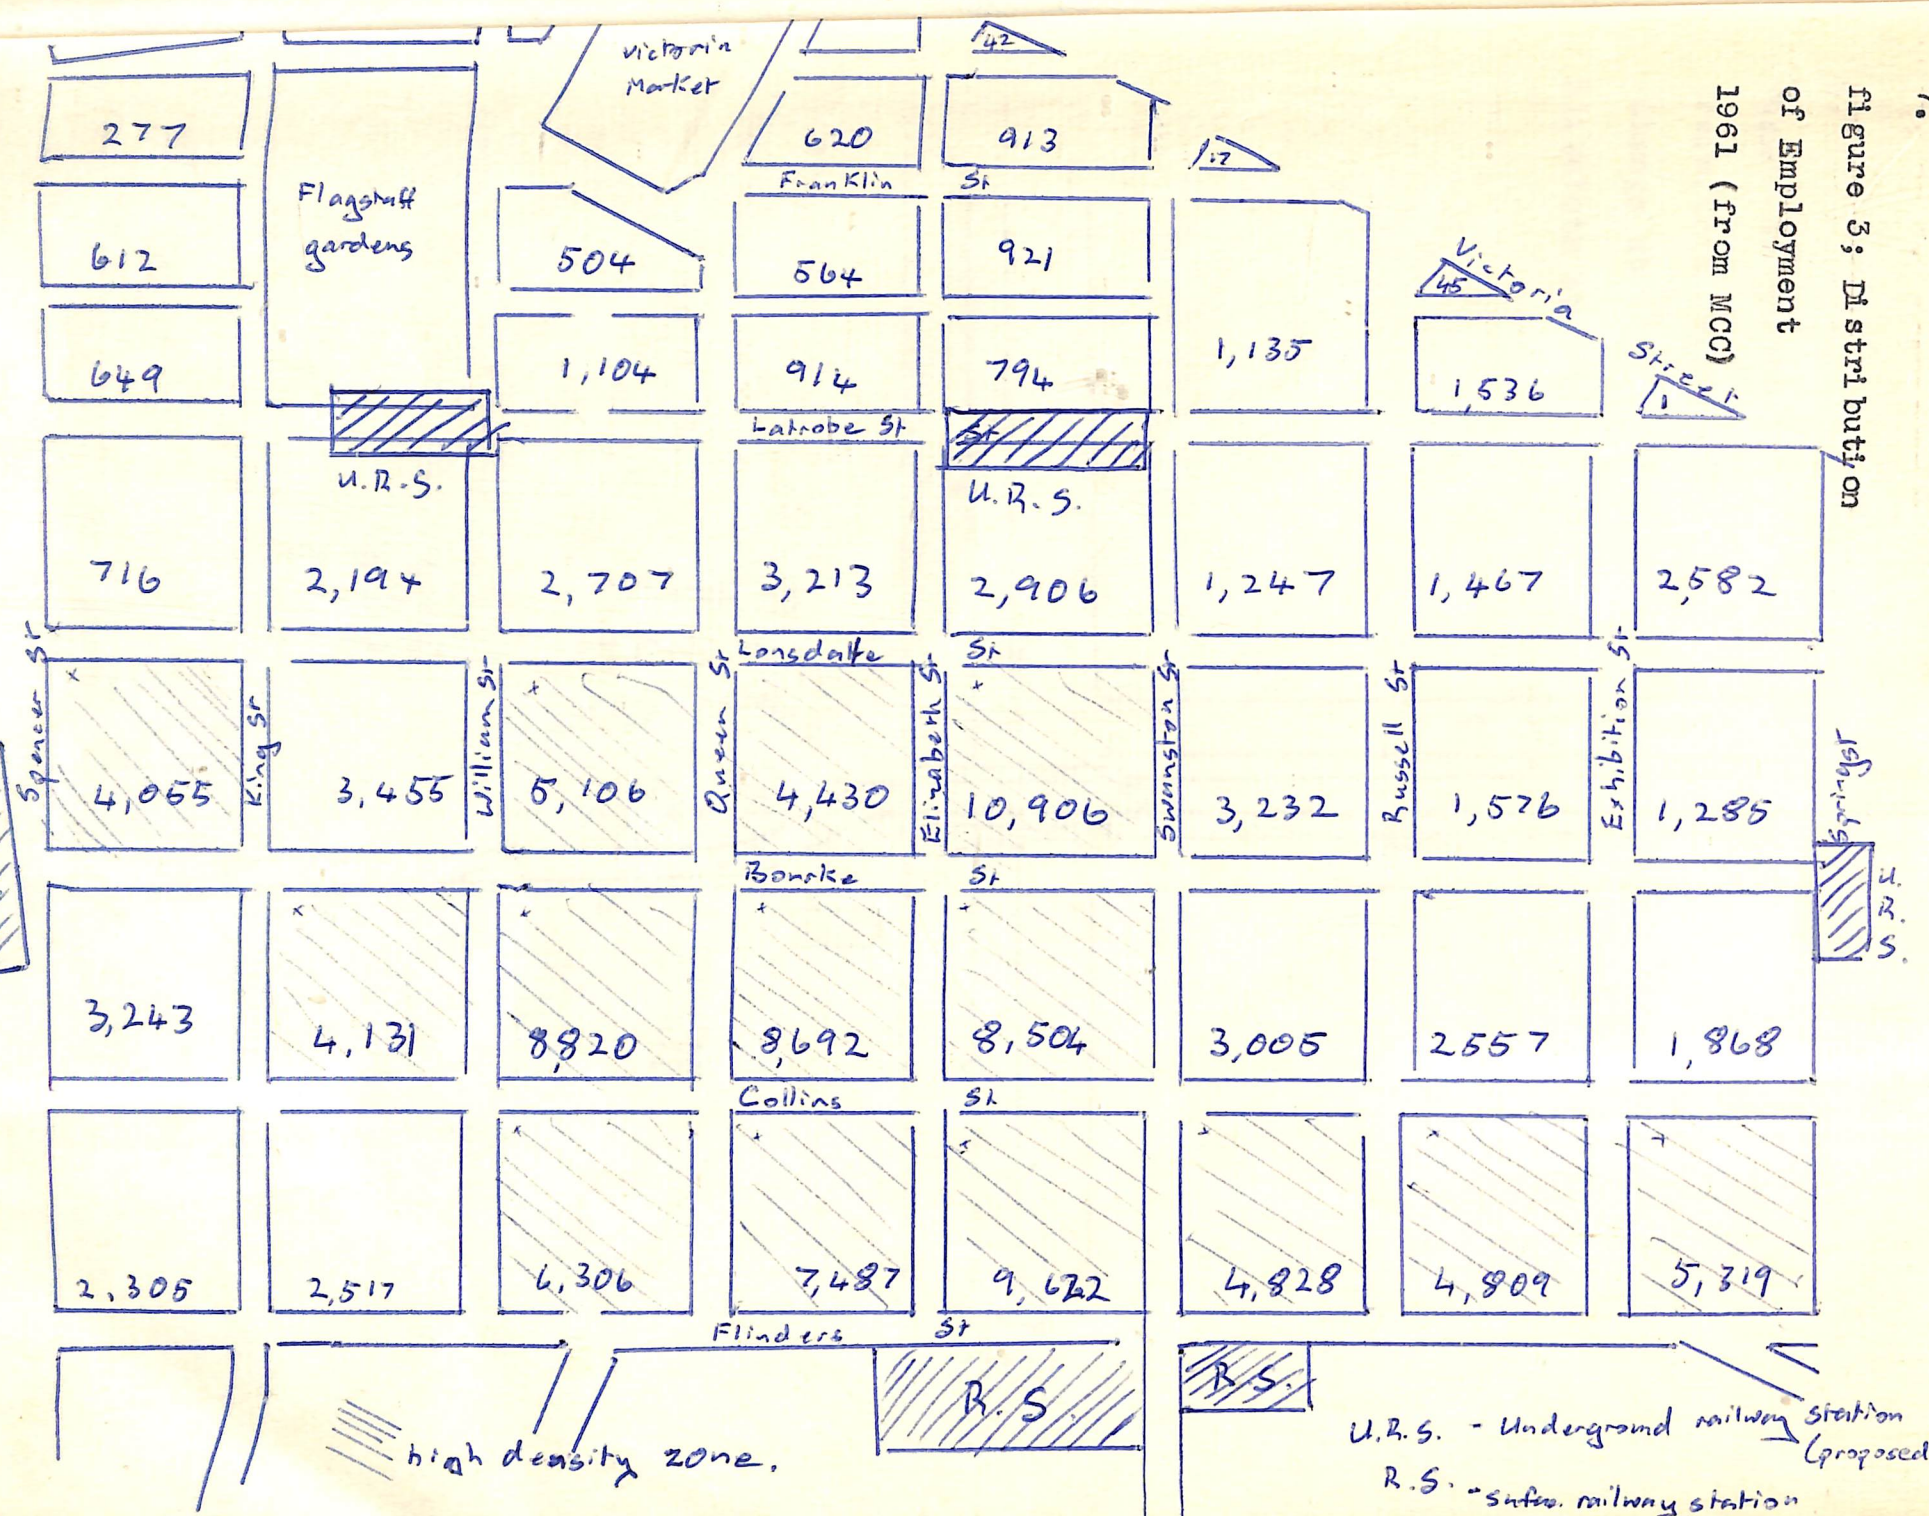 7.
figure 3; Distribution
of Employment
1961 (from MCC)
Victoria
Market
42
277
620
913
17
Franklin St
Flagstaff
gardens
612
504
564
921
Victoria Street
45
649
1,104
914
794
1,135
1,536
1
Latrobe St
St
U.R.S.
U.R.S.
716
2,194
2,707
3,213
2,906
1,247
1,467
2,582
Lonsdale St
Spencer St
King St
William St
Queen St
Elizabeth St
Swanston St
Russell St
Exhibition St
Spring St
4,055
3,455
5,106
4,430
10,906
3,232
1,576
1,285
Bourke St
U.
R.
S.
3,243
4,131
8,820
8,692
8,504
3,005
2557
1,868
Collins St
2,305
2,517
6,306
7,487
9,622
4,828
4,809
5,319
Flinders St
R.S.
R.S.
high density zone.
U.R.S. - Underground railway station
(proposed
R.S. - railway station